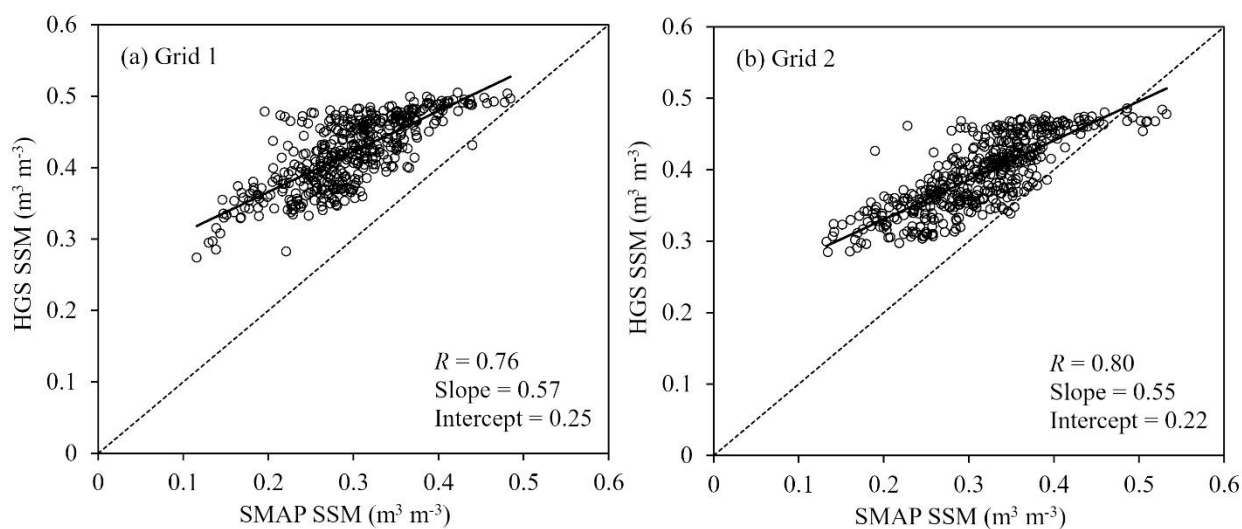 (a) Grid 1
0.6
0.5
0.4
0.3
0.2
0.1
0
HGS SSM (m³ m⁻³)
R = 0.76
Slope = 0.57
Intercept = 0.25
0 0.1 0.2 0.3 0.4 0.5 0.6
SMAP SSM (m³ m⁻³)
(b) Grid 2
0.6
0.5
0.4
0.3
0.2
0.1
0
HGS SSM (m³ m⁻³)
R = 0.80
Slope = 0.55
Intercept = 0.22
0 0.1 0.2 0.3 0.4 0.5 0.6
SMAP SSM (m³ m⁻³)